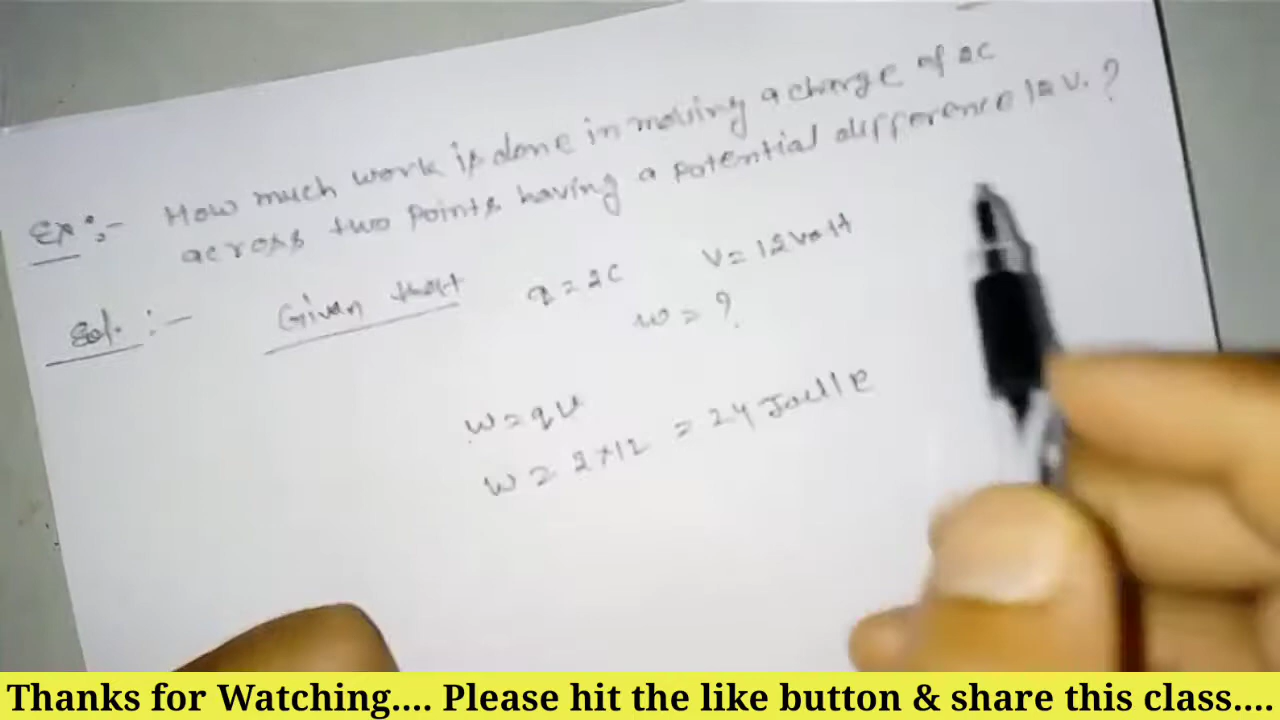 Ex:- How much work is done in moving a charge of 2C
across two points having a potential difference 12 V.?
Sol. :- Given that q = 2C V = 12 Volt
w = ?
w = qv
w = 2×12 = 24 Joulle
Thanks for Watching.... Please hit the like button & share this class....